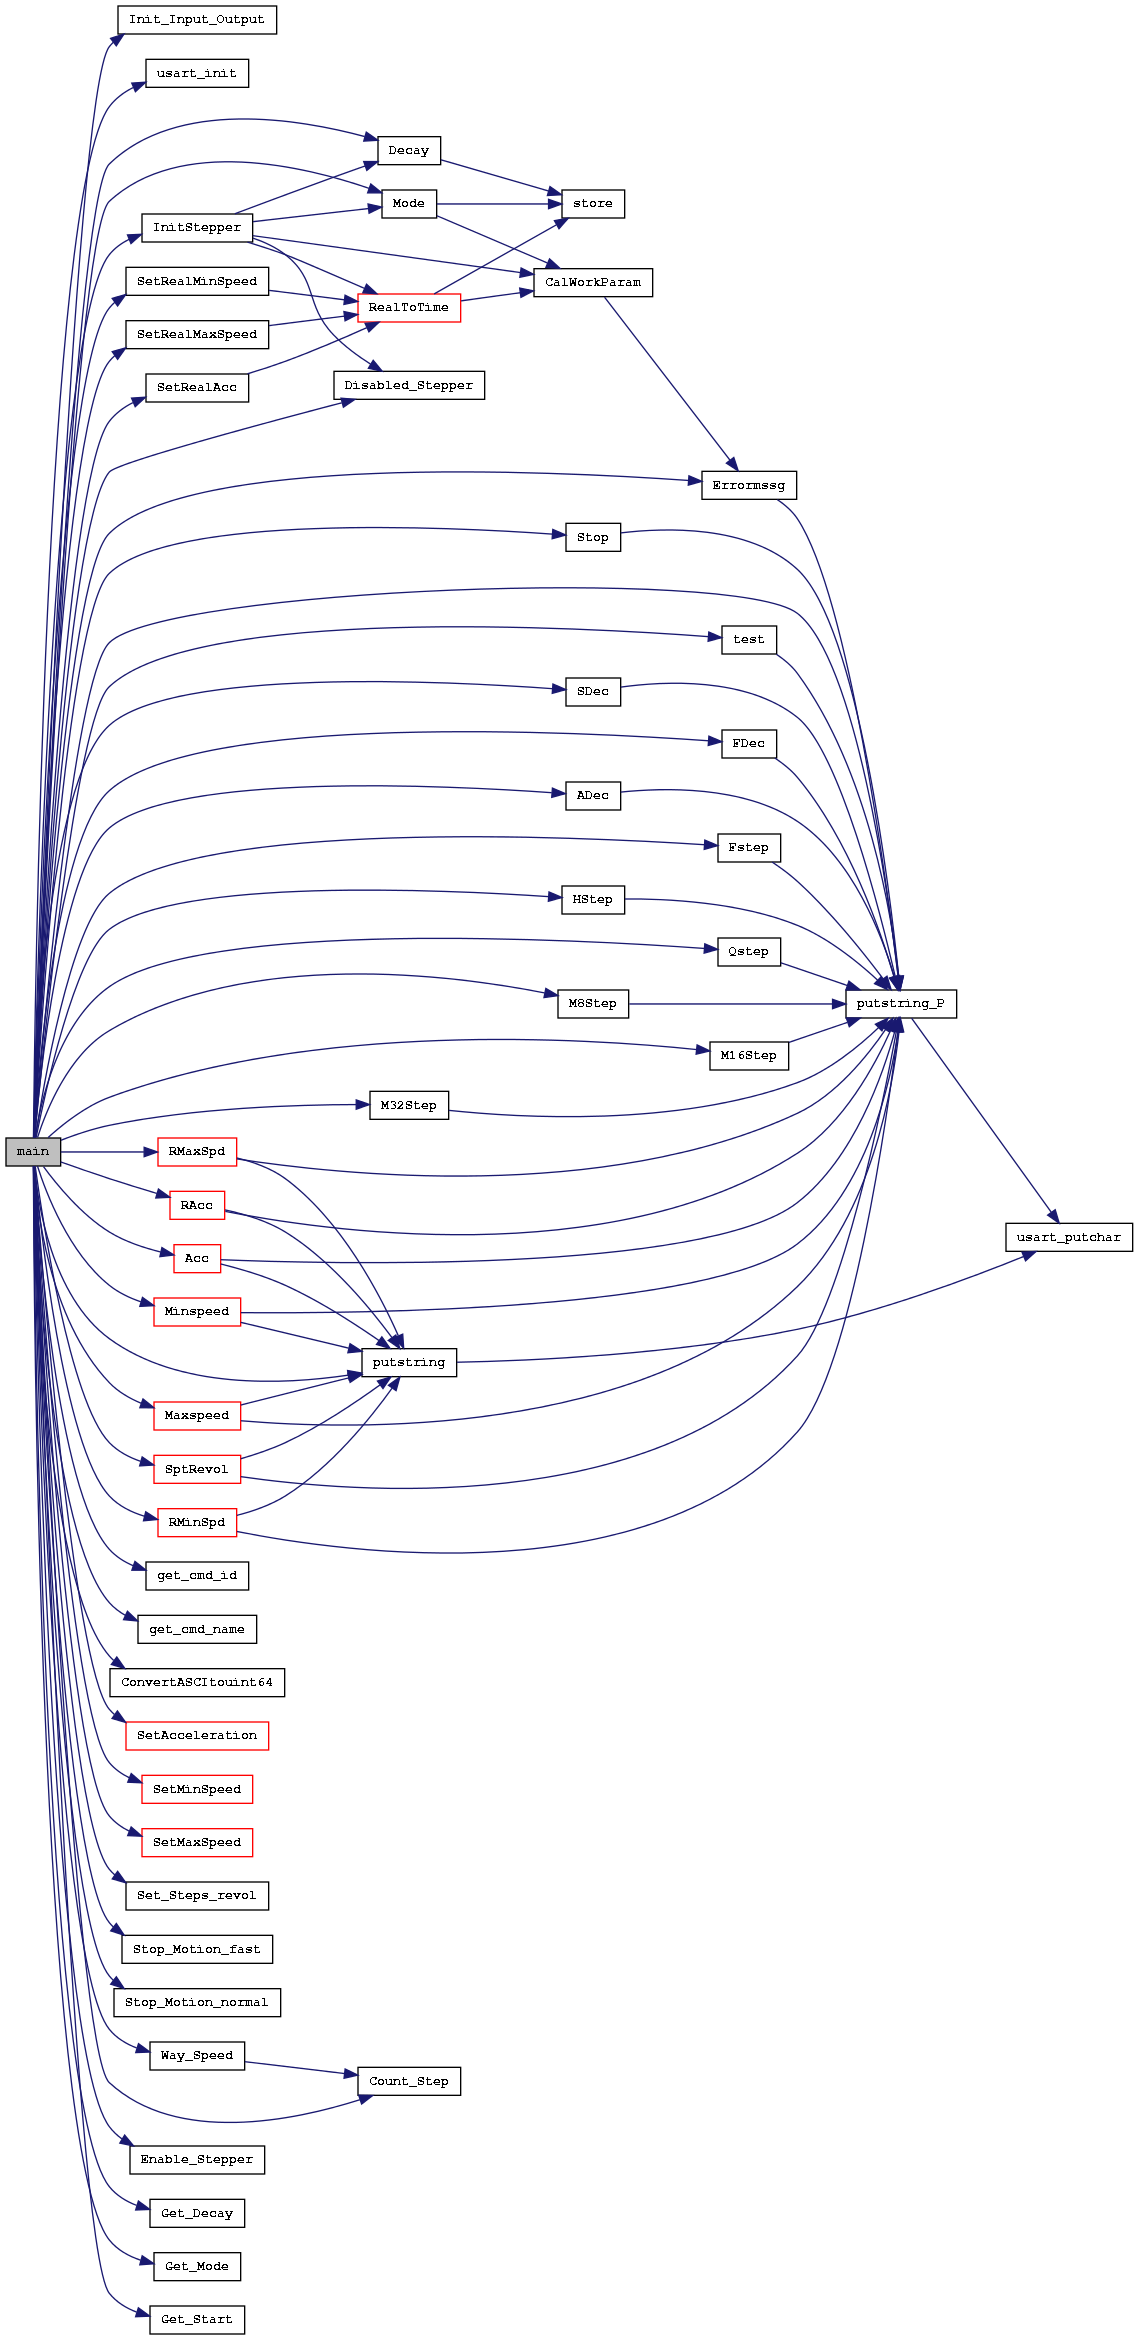 Init_Input_Output
usart_init
Decay
Mode
store
InitStepper
SetRealMinSpeed
CalWorkParam
RealToTime
SetRealMaxSpeed
SetRealAcc
Disabled_Stepper
Errormssg
Stop
test
SDec
FDec
ADec
Fstep
HStep
Qstep
M8Step
putstring_P
M16Step
M32Step
main
RMaxSpd
RAcc
usart_putchar
Acc
Minspeed
putstring
Maxspeed
SptRevol
RMinSpd
get_cmd_id
get_cmd_name
ConvertASCItouint64
SetAcceleration
SetMinSpeed
SetMaxSpeed
Set_Steps_revol
Stop_Motion_fast
Stop_Motion_normal
Way_Speed
Count_Step
Enable_Stepper
Get_Decay
Get_Mode
Get_Start